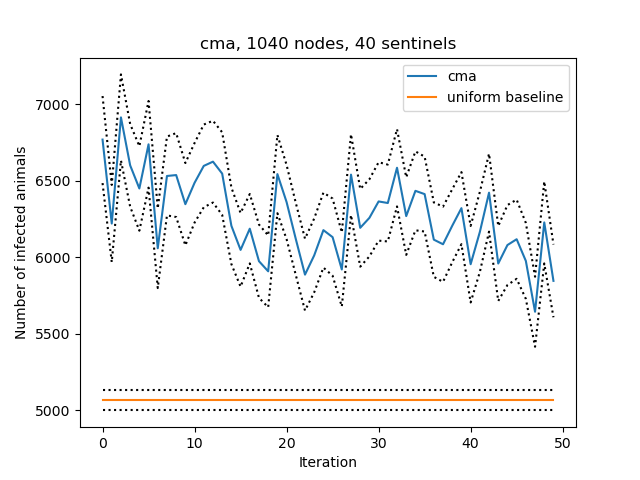 cma, 1040 nodes, 40 sentinels
cma
uniform baseline
Number of infected animals
7000
6500
6000
5500
5000
0
10
20
30
40
50
Iteration